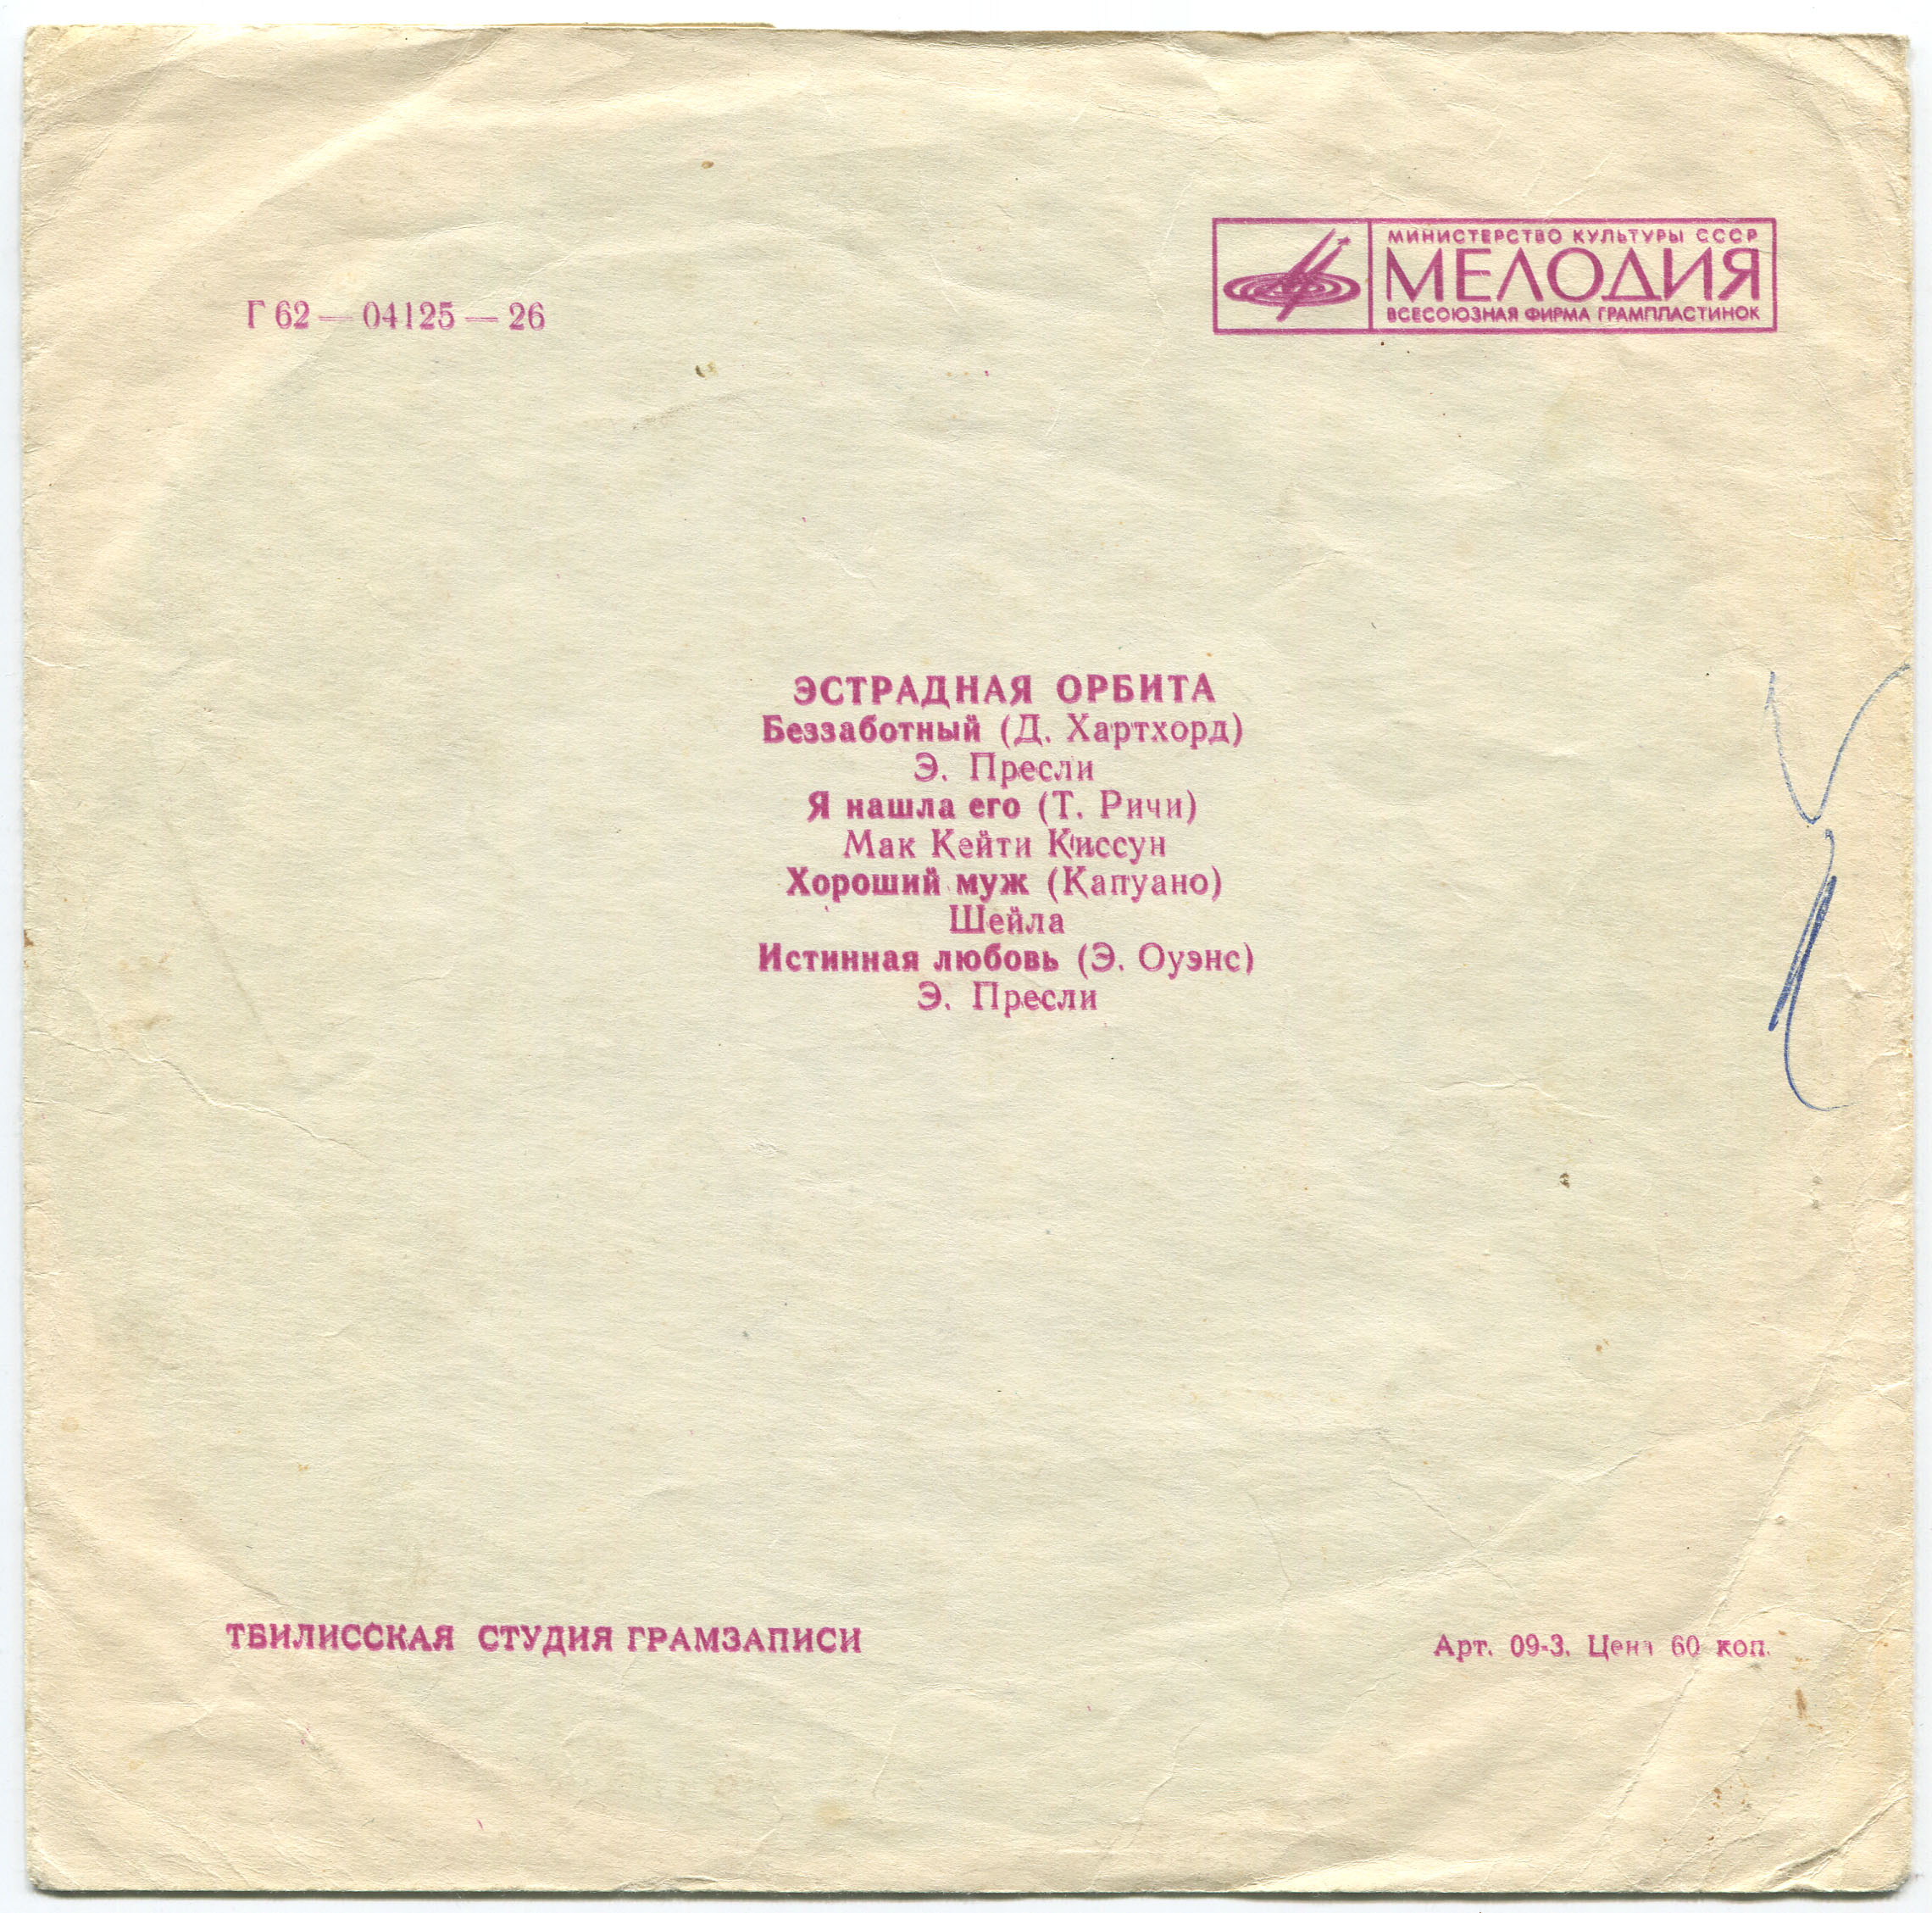 МИНИСТЕРСТВО КУЛЬТУРЫ СССР
МЕЛОДИЯ
ВСЕСОЮЗНАЯ ФИРМА ГРАМПЛАСТИНОК
Г 62 — 04125 — 26
ЭСТРАДНАЯ ОРБИТА
Беззаботный (Д. Хартхорд)
Э. Пресли
Я нашла его (Т. Ричи)
Мак Кейти Киссун
Хороший муж (Капуано)
Шейла
Истинная любовь (Э. Оуэнс)
Э. Пресли
ТБИЛИССКАЯ СТУДИЯ ГРАМЗАПИСИ
Арт. 09-3. Цена 60 коп.